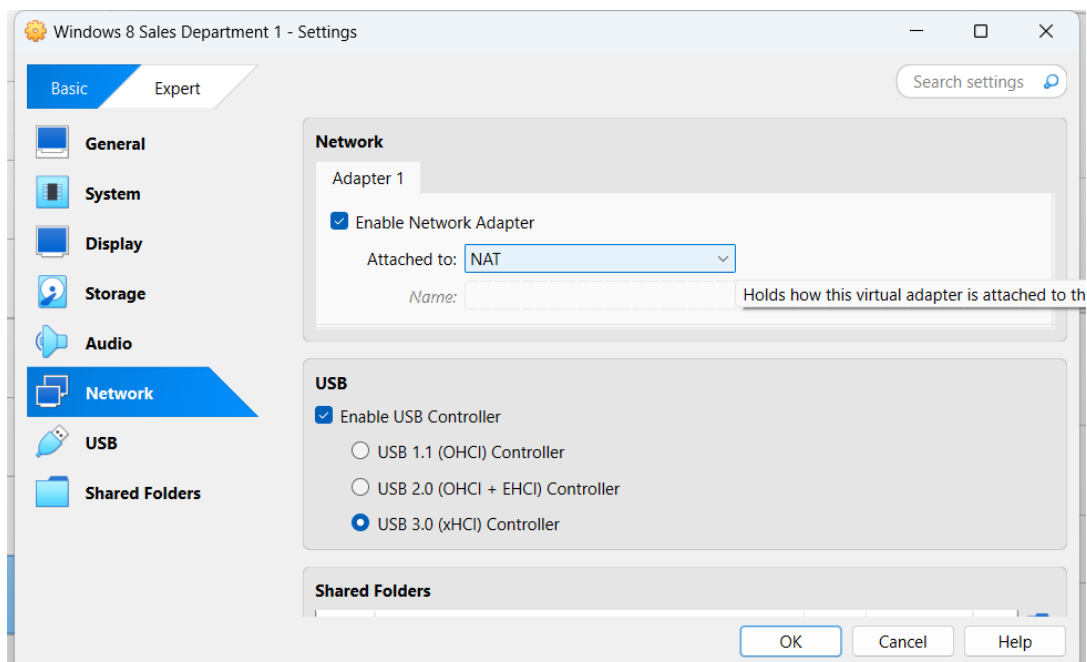 Windows 8 Sales Department 1 - Settings
Basic
Expert
Search settings
General
System
Display
Storage
Audio
Network
USB
Shared Folders
Network
Adapter 1
Enable Network Adapter
Attached to: NAT
Name:
Holds how this virtual adapter is attached to th
USB
Enable USB Controller
USB 1.1 (OHCI) Controller
USB 2.0 (OHCI + EHCI) Controller
USB 3.0 (xHCI) Controller
Shared Folders
OK
Cancel
Help